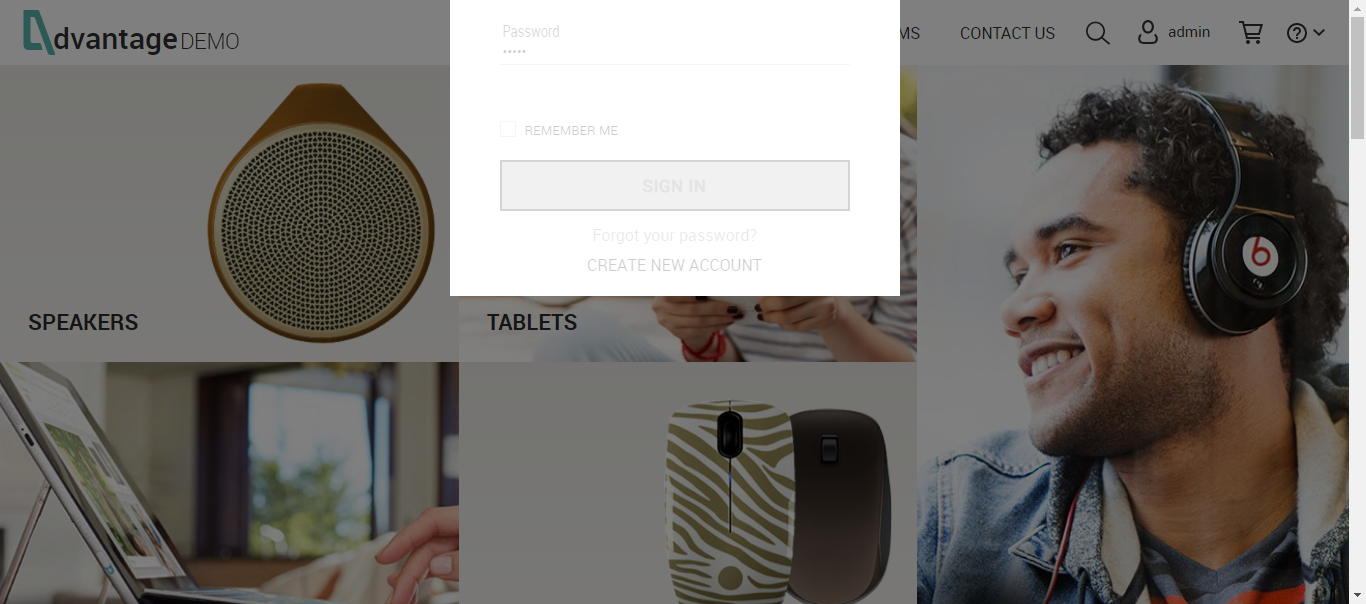 dvantage DEMO
MS
CONTACT US
admin
Password
•••••
REMEMBER ME
SIGN IN
Forgot your password?
CREATE NEW ACCOUNT
SPEAKERS
TABLETS